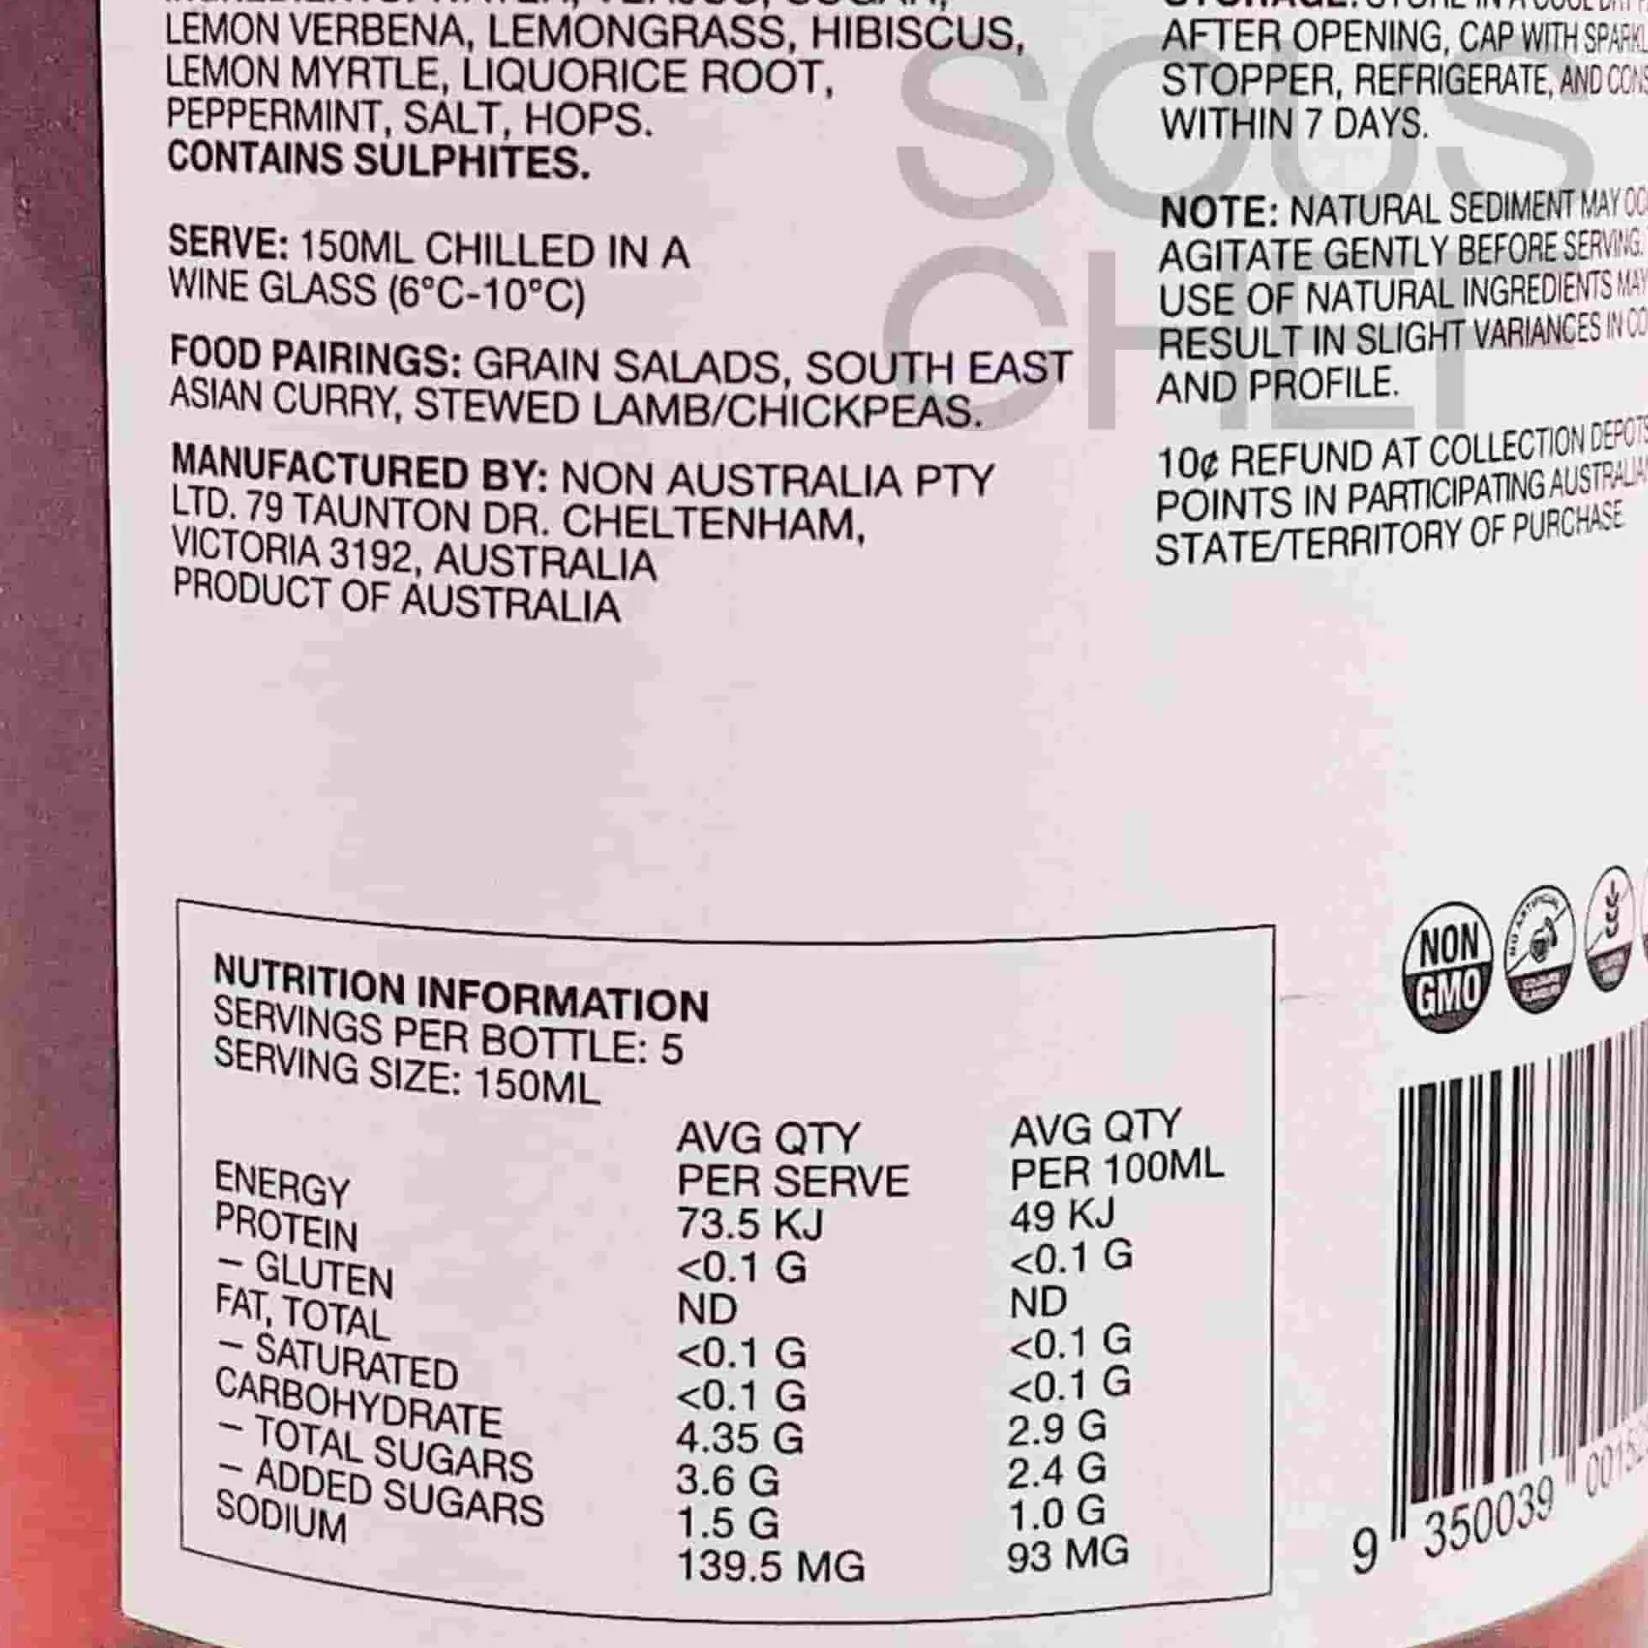 LEMON VERBENA, LEMONGRASS, HIBISCUS,
LEMON MYRTLE, LIQUORICE ROOT,
PEPPERMINT, SALT, HOPS.
CONTAINS SULPHITES.
SERVE: 150ML CHILLED IN A
WINE GLASS (6°C-10°C)
FOOD PAIRINGS: GRAIN SALADS, SOUTH EAST
ASIAN CURRY, STEWED LAMB/CHICKPEAS.
MANUFACTURED BY: NON AUSTRALIA PTY
LTD. 79 TAUNTON DR. CHELTENHAM,
VICTORIA 3192, AUSTRALIA
PRODUCT OF AUSTRALIA
SOUS
CHEF
AFTER OPENING, CAP WITH
STOPPER, REFRIGERATE, AND
WITHIN 7 DAYS.
NOTE: NATURAL SEDIMENT MAY
AGITATE GENTLY BEFORE SERVING.
USE OF NATURAL INGREDIENTS MAY
RESULT IN SLIGHT VARIANCES IN
AND PROFILE.
10¢ REFUND AT COLLECTION DEPOTS
POINTS IN PARTICIPATING
STATE/TERRITORY OF PURCHASE
NON
GMO
NUTRITION INFORMATION
SERVINGS PER BOTTLE: 5
SERVING SIZE: 150ML
AVG QTY AVG QTY
PER SERVE PER 100ML
ENERGY 73.5 KJ 49 KJ
PROTEIN <0.1 G <0.1 G
– GLUTEN ND ND
FAT, TOTAL <0.1 G <0.1 G
– SATURATED <0.1 G <0.1 G
CARBOHYDRATE 4.35 G 2.9 G
– TOTAL SUGARS 3.6 G 2.4 G
– ADDED SUGARS 1.5 G 1.0 G
SODIUM 139.5 MG 93 MG
9 350039